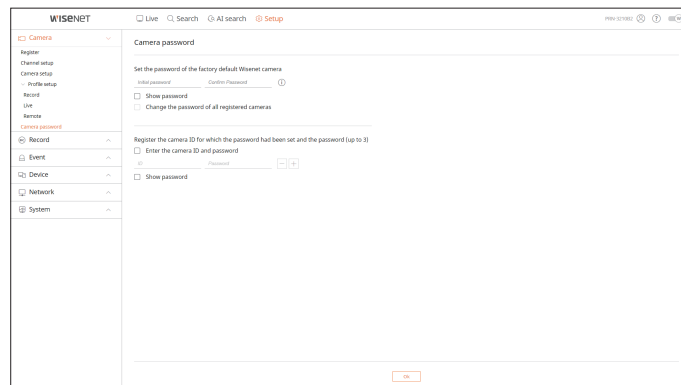 WISENET
Live Search AI search Setup
PRN-3210B2
Camera
Register
Channel setup
Camera setup
Profile setup
Record
Live
Remote
Camera password
Record
Event
Device
Network
System
Camera password
Set the password of the factory default Wisenet camera
Initial password Confirm Password
Show password
Change the password of all registered cameras
Register the camera ID for which the password had been set and the password (up to 3)
Enter the camera ID and password
ID Password
Show password
Ok